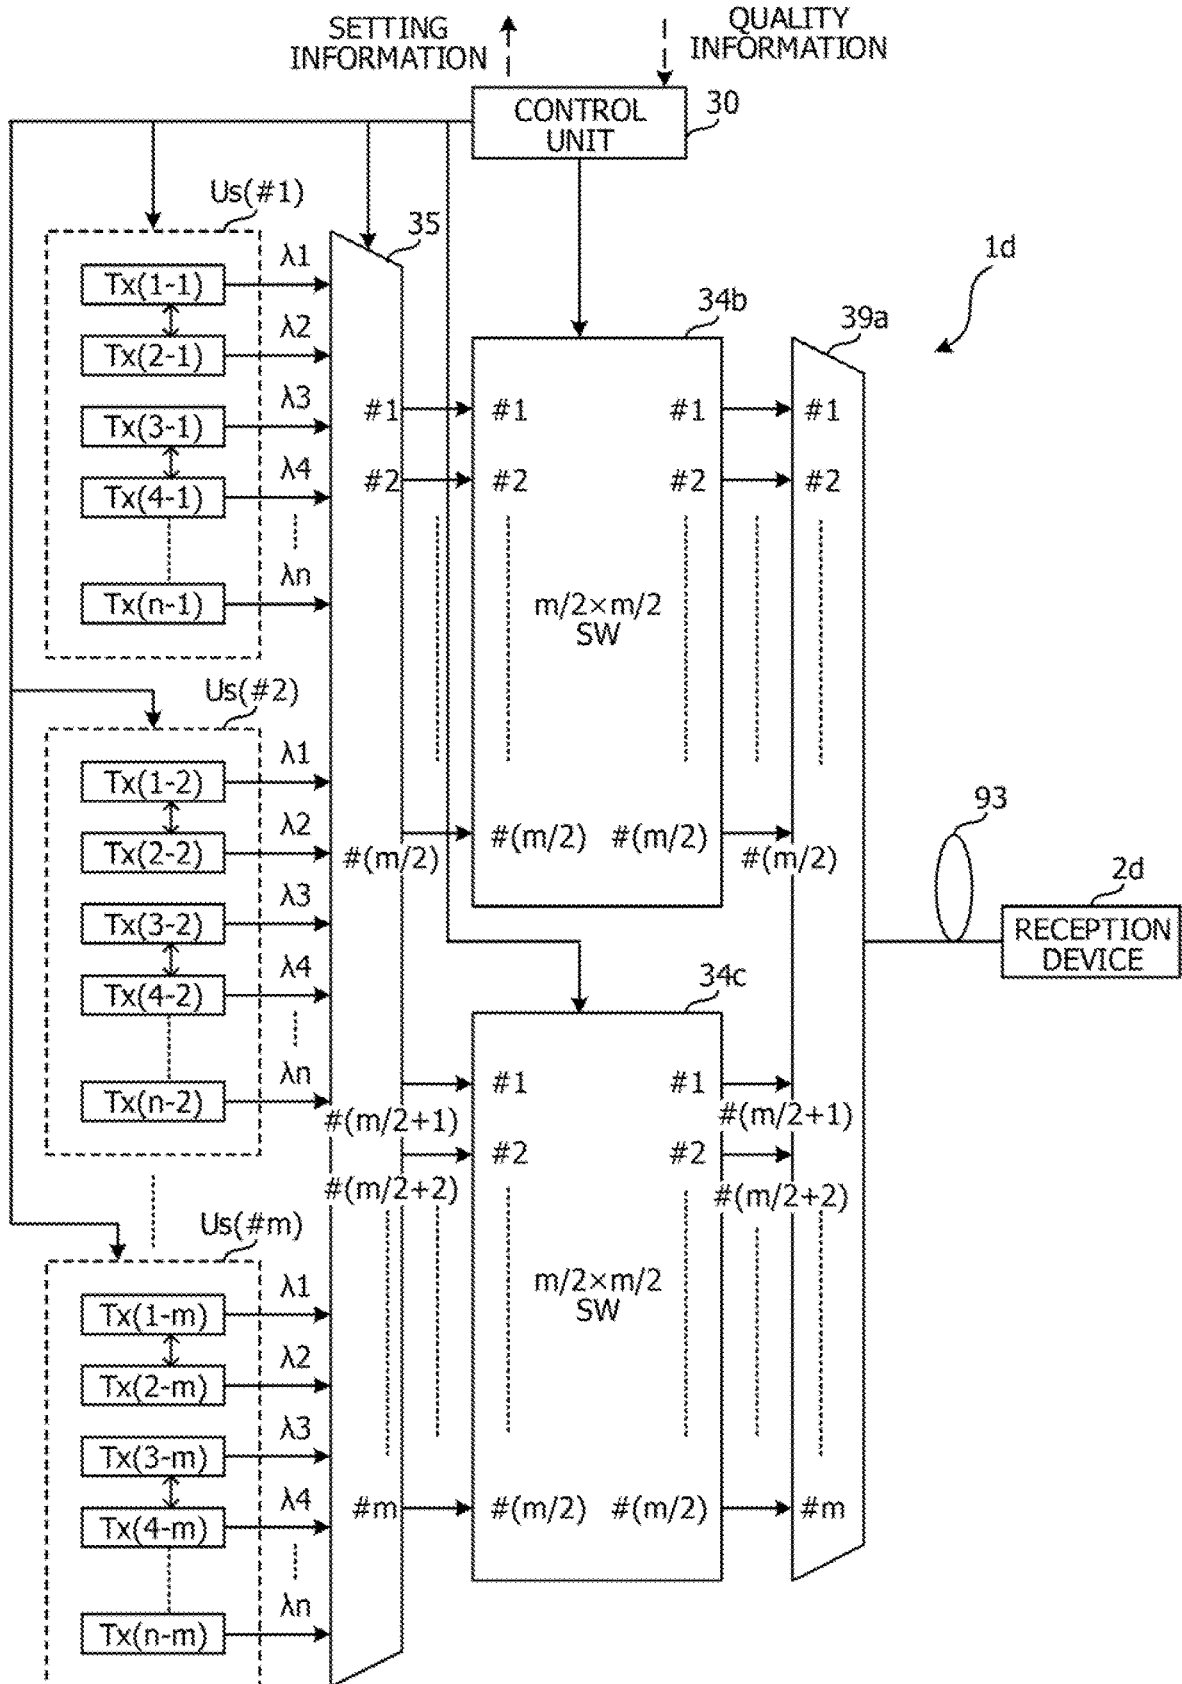 SETTING
INFORMATION
QUALITY
INFORMATION
CONTROL
UNIT
30
Us(#1)
35
1d
Tx(1-1)
λ1
Tx(2-1)
λ2
Tx(3-1)
λ3
Tx(4-1)
λ4
Tx(n-1)
λn
34b
39a
#1
#1
#1
#1
#2
#2
#2
#2
m/2×m/2
SW
Us(#2)
Tx(1-2)
λ1
Tx(2-2)
λ2
Tx(3-2)
λ3
Tx(4-2)
λ4
Tx(n-2)
λn
#(m/2)
#(m/2)
#(m/2)
#(m/2)
93
2d
RECEPTION
DEVICE
34c
#(m/2+1)
#1
#1
#(m/2+1)
#(m/2+2)
#2
#2
#(m/2+2)
m/2×m/2
SW
Us(#m)
Tx(1-m)
λ1
Tx(2-m)
λ2
Tx(3-m)
λ3
Tx(4-m)
λ4
Tx(n-m)
λn
#m
#(m/2)
#(m/2)
#m